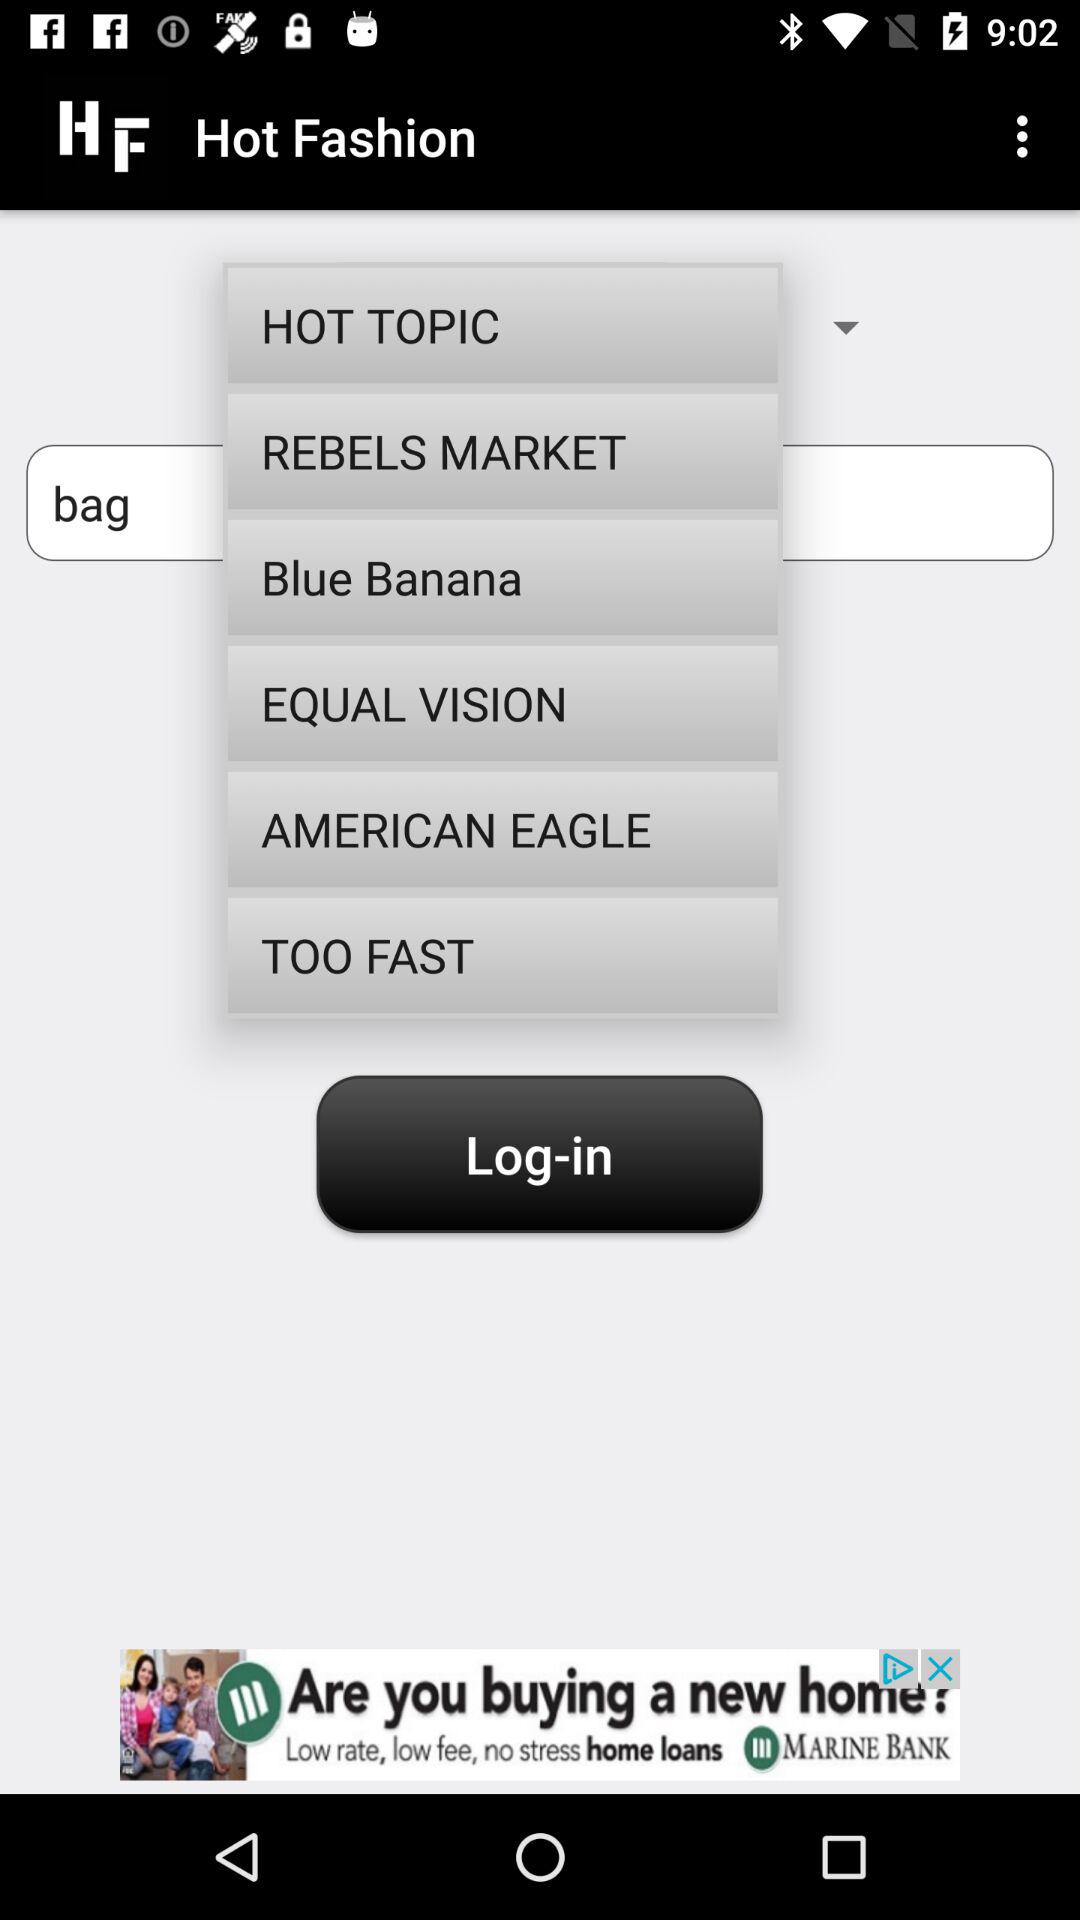 FAKE
9:02
HF Hot Fashion
HOT TOPIC
REBELS MARKET
bag
Blue Banana
EQUAL VISION
AMERICAN EAGLE
TOO FAST
Log-in
Are you buying a new home?
Low rate, low fee, no stress home loans
MARINE BANK